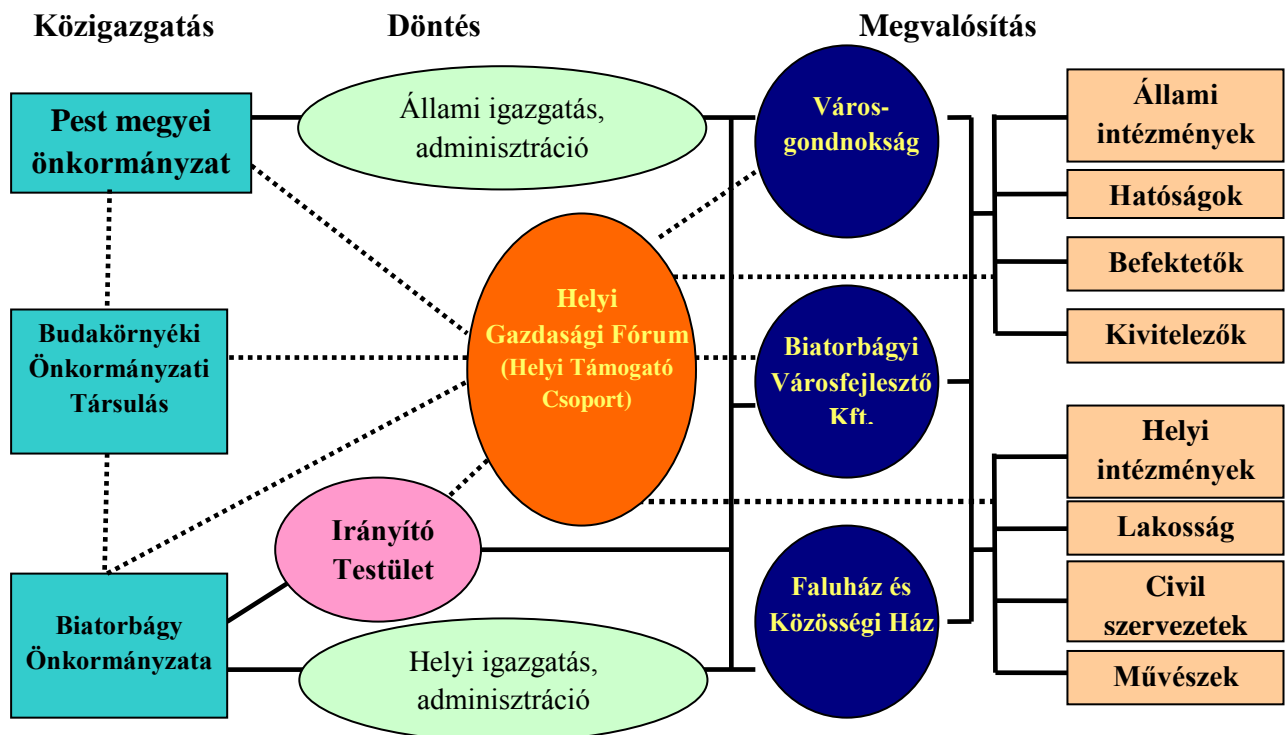 Közigazgatás
Döntés
Megvalósítás
Pest megyei
önkormányzat
Budakörnyéki
Önkormányzati
Társulás
Biatorbágy
Önkormányzata
Állami igazgatás,
adminisztráció
Helyi
Gazdasági Fórum
(Helyi Támogató
Csoport)
Irányító
Testület
Helyi igazgatás,
adminisztráció
Város-
gondnokság
Biatorbágyi
Városfejlesztő
Kft.
Faluház és
Közösségi Ház
Állami
intézmények
Hatóságok
Befektetők
Kivitelezők
Helyi
intézmények
Lakosság
Civil
szervezetek
Művészek